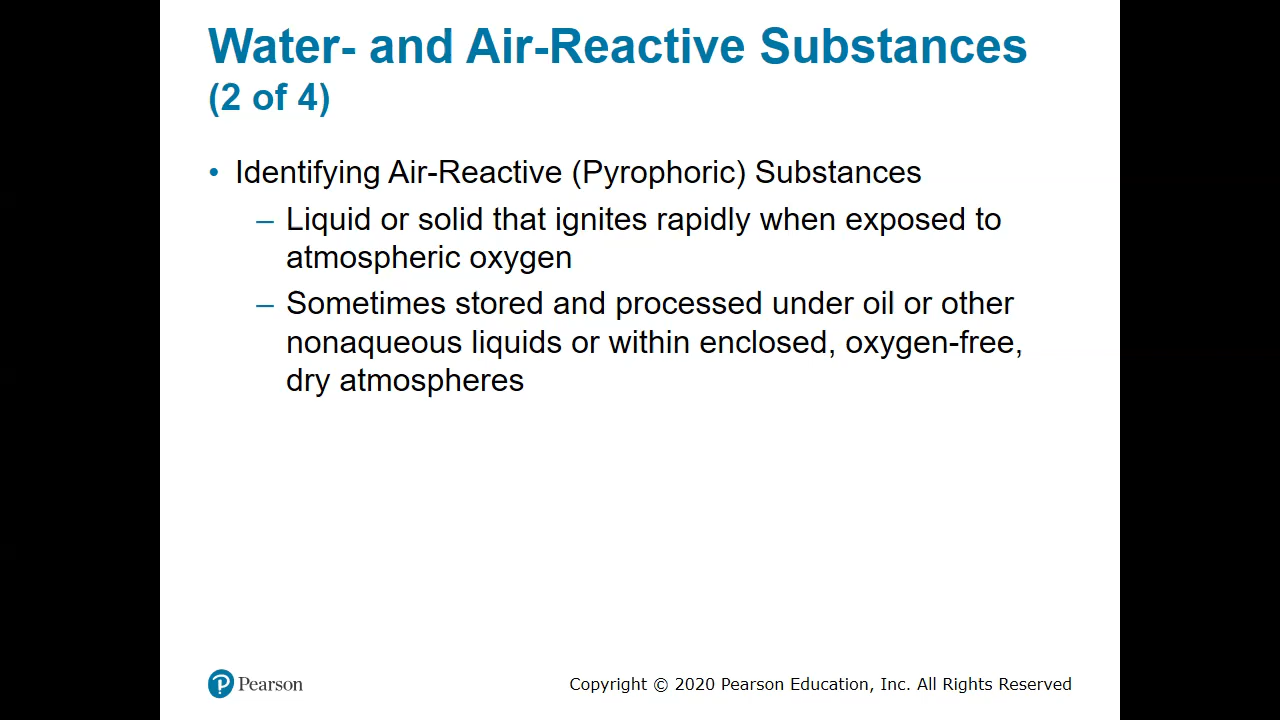 Water- and Air-Reactive Substances
(2 of 4)
• Identifying Air-Reactive (Pyrophoric) Substances
– Liquid or solid that ignites rapidly when exposed to
atmospheric oxygen
– Sometimes stored and processed under oil or other
nonaqueous liquids or within enclosed, oxygen-free,
dry atmospheres
Pearson
Copyright © 2020 Pearson Education, Inc. All Rights Reserved